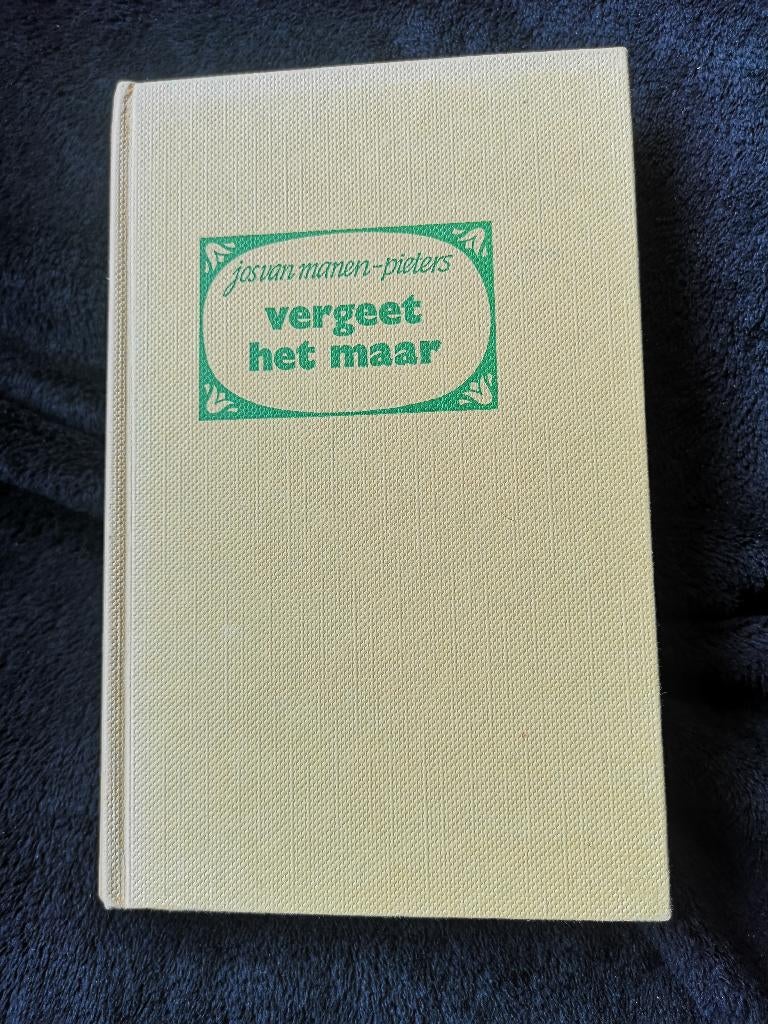 jos van manen-pieters
vergeet
het maar